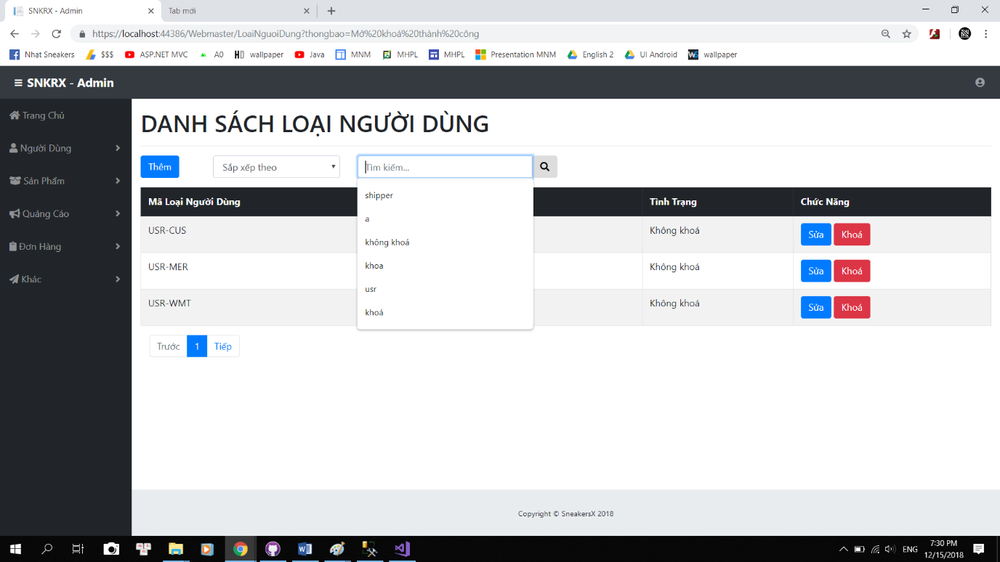 SNKRX - Admin
Tab mới
https://localhost:44386/Webmaster/LoaiNguoiDung?thongbao=Mở%20khoá%20thành%20công
Nhat Sneakers
$$$
ASP.NET MVC
A0
wallpaper
Java
MNM
MHPL
MHPL
Presentation MNM
English 2
UI Android
wallpaper
SNKRX - Admin
Trang Chủ
Người Dùng
Sản Phẩm
Quảng Cáo
Đơn Hàng
Khác
DANH SÁCH LOẠI NGƯỜI DÙNG
Thêm
Sắp xếp theo
Tìm kiếm...
shipper
a
không khoá
khoa
usr
khoá
Mã Loại Người Dùng
Tình Trạng
Chức Năng
USR-CUS
Không khoá
Sửa
Khoá
USR-MER
Không khoá
Sửa
Khoá
USR-WMT
Không khoá
Sửa
Khoá
Trước
1
Tiếp
Copyright © SneakersX 2018
ENG
7:30 PM
12/15/2018